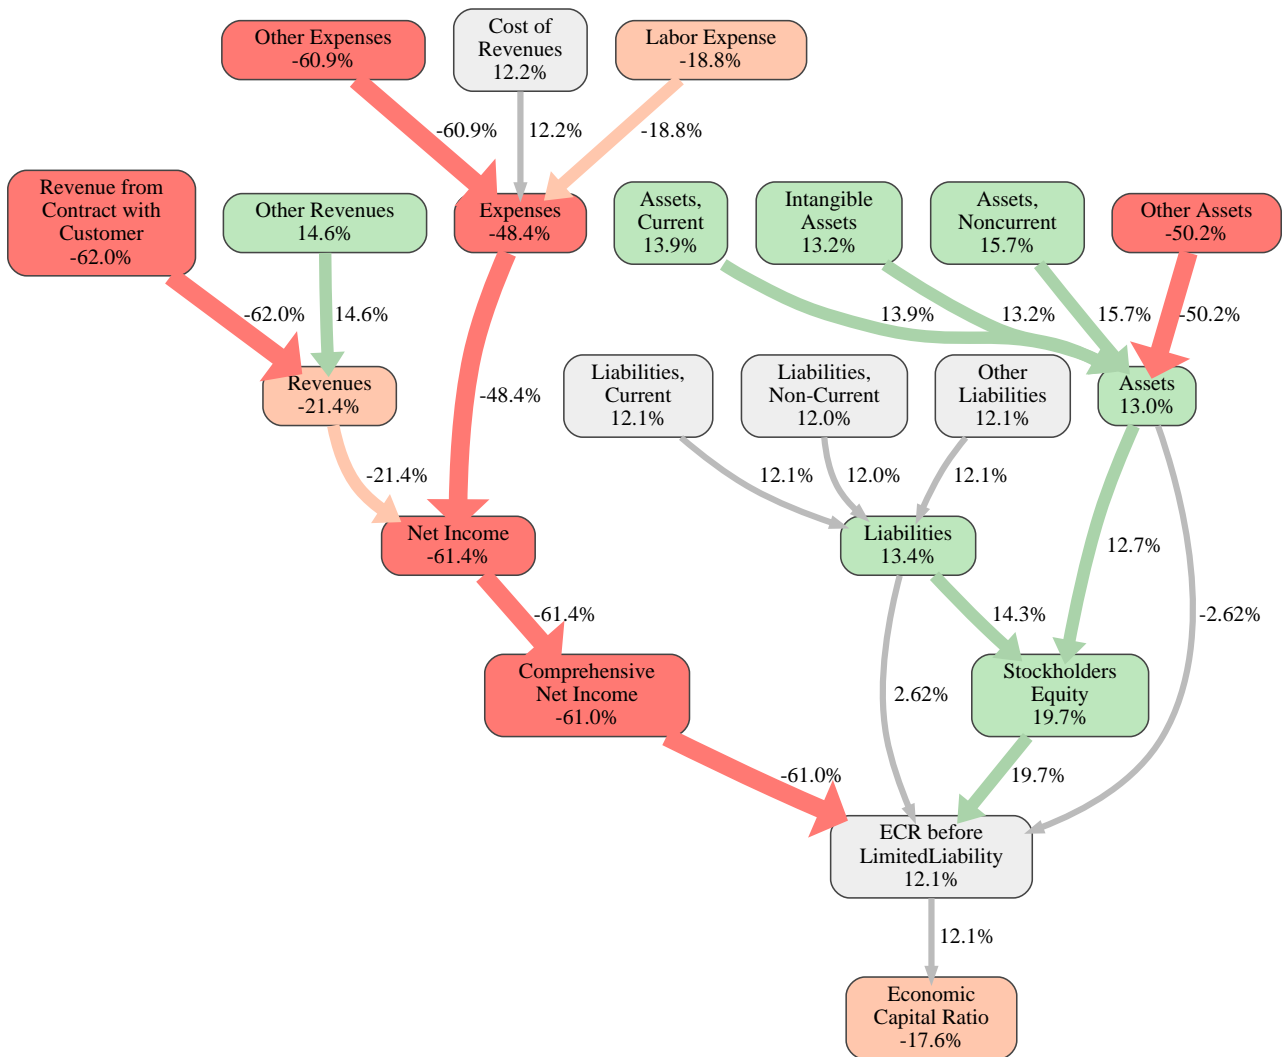 Other Expenses
-60.9%
Cost of
Revenues
12.2%
Labor Expense
-18.8%
-60.9%
12.2%
-18.8%
Revenue from
Contract with
Customer
-62.0%
Other Revenues
14.6%
Expenses
-48.4%
Assets,
Current
13.9%
Intangible
Assets
13.2%
Assets,
Noncurrent
15.7%
Other Assets
-50.2%
-62.0%
14.6%
13.9%
13.2%
15.7%
-50.2%
Revenues
-21.4%
-48.4%
Liabilities,
Current
12.1%
Liabilities,
Non-Current
12.0%
Other
Liabilities
12.1%
Assets
13.0%
-21.4%
12.1%
12.0%
12.1%
Net Income
-61.4%
Liabilities
13.4%
12.7%
-61.4%
14.3%
-2.62%
Comprehensive
Net Income
-61.0%
2.62%
Stockholders
Equity
19.7%
-61.0%
19.7%
ECR before
LimitedLiability
12.1%
12.1%
Economic
Capital Ratio
-17.6%